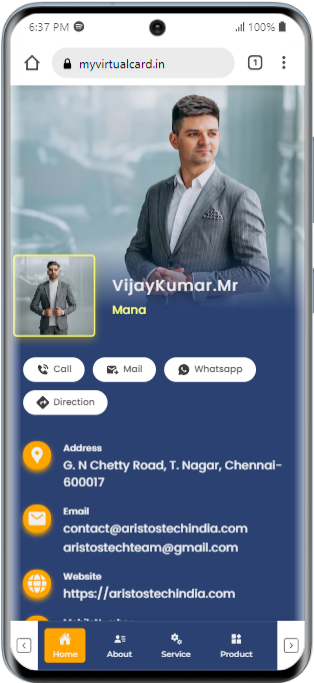 6:37 PM
100%
myvirtualcard.in
1
VijayKumar.Mr
Mana
Call
Mail
Whatsapp
Direction
Address
G. N Chetty Road, T. Nagar, Chennai-
600017
Email
contact@aristostechindia.com
aristostechteam@gmail.com
Website
https://aristostechindia.com
Home
About
Service
Product